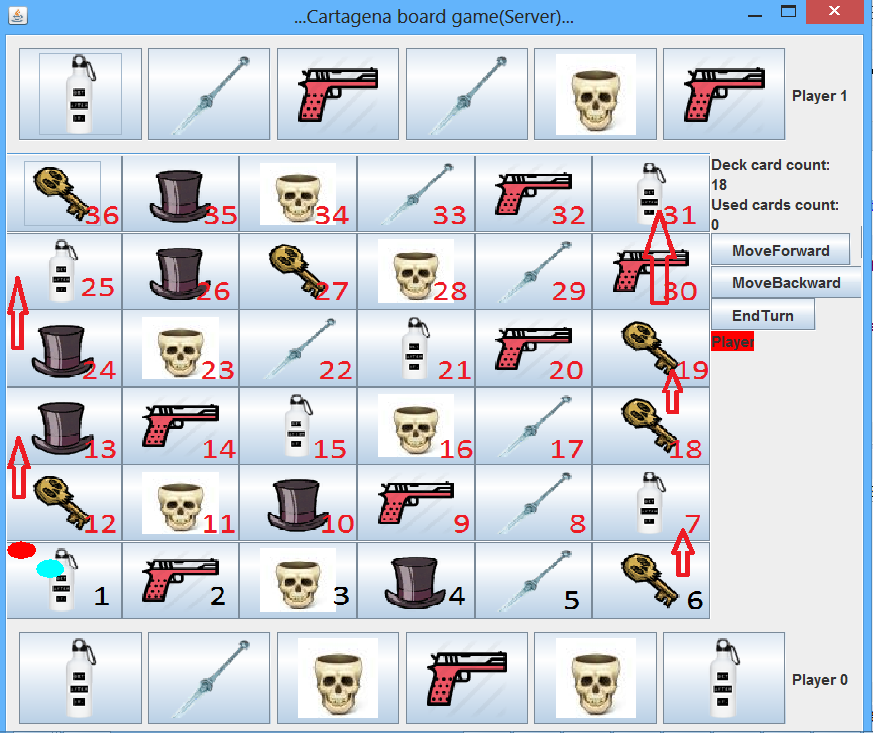 ...Cartagena board game(Server)...
Player 1
Deck card count:
18
Used cards count:
0
MoveForward
MoveBackward
EndTurn
Player
36 35 34 33 32 31
25 26 27 28 29 30
24 23 22 21 20 19
13 14 15 16 17 18
12 11 10 9 8 7
1 2 3 4 5 6
Player 0